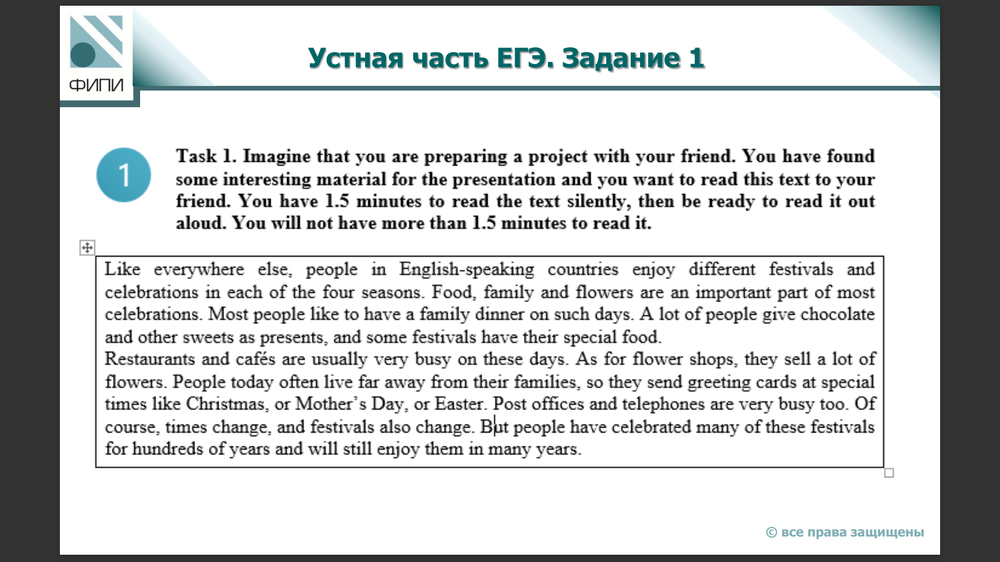 ФИПИ
Устная часть ЕГЭ. Задание 1
1
Task 1. Imagine that you are preparing a project with your friend. You have found
some interesting material for the presentation and you want to read this text to your
friend. You have 1.5 minutes to read the text silently, then be ready to read it out
aloud. You will not have more than 1.5 minutes to read it.
Like everywhere else, people in English-speaking countries enjoy different festivals and
celebrations in each of the four seasons. Food, family and flowers are an important part of most
celebrations. Most people like to have a family dinner on such days. A lot of people give chocolate
and other sweets as presents, and some festivals have their special food.
Restaurants and cafés are usually very busy on these days. As for flower shops, they sell a lot of
flowers. People today often live far away from their families, so they send greeting cards at special
times like Christmas, or Mother’s Day, or Easter. Post offices and telephones are very busy too. Of
course, times change, and festivals also change. But people have celebrated many of these festivals
for hundreds of years and will still enjoy them in many years.
© все права защищены